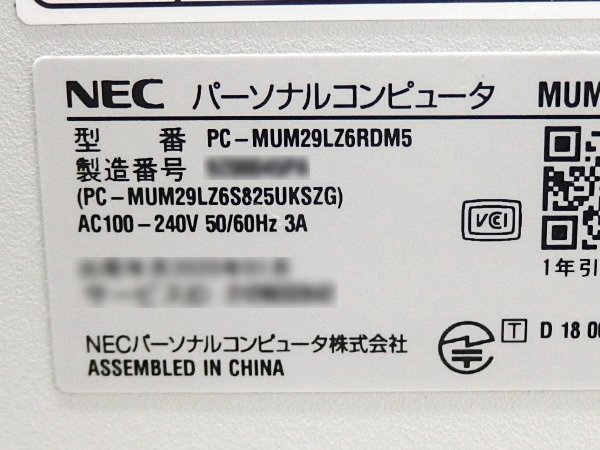 NEC パーソナルコンピュータ MUM
型 番 PC-MUM29LZ6RDM5
製造番号
(PC-MUM29LZ6S825UKSZG)
AC100-240V 50/60Hz 3A
VCCI
1年引
NECパーソナルコンピュータ株式会社
ASSEMBLED IN CHINA
T D 18 00